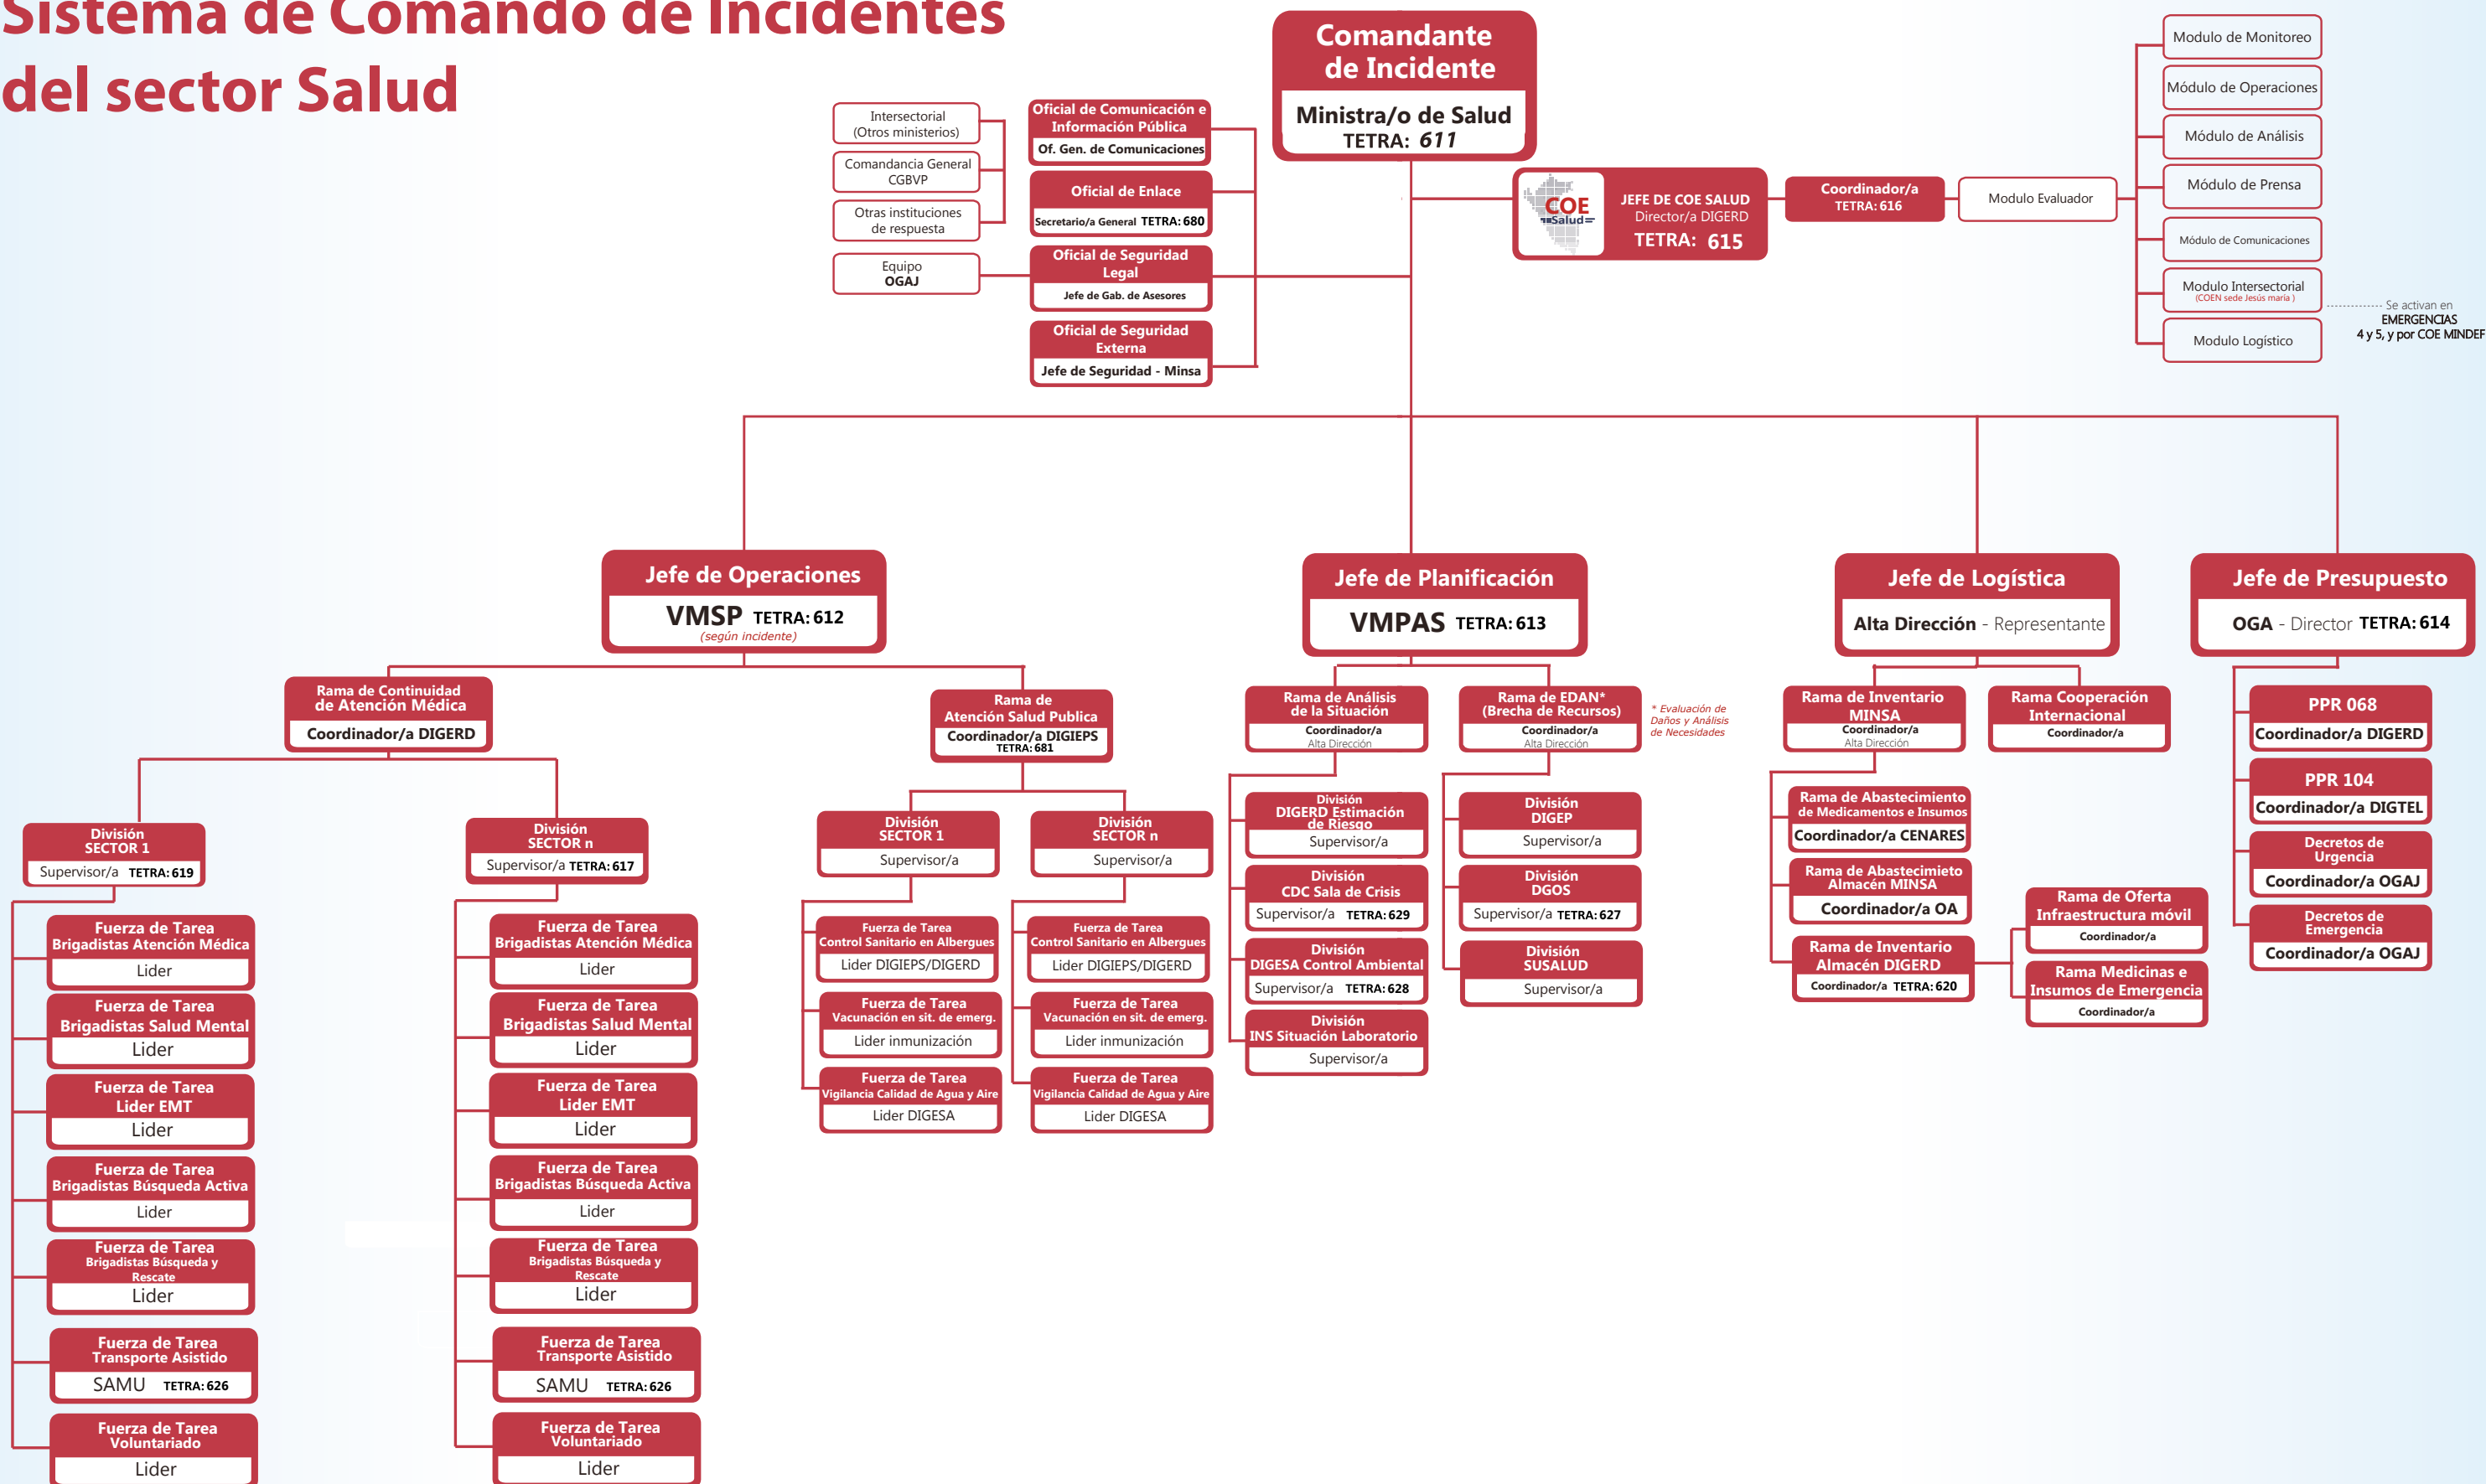 Sistema de Comando de Incidentes
del sector Salud
Comandante
de Incidente
Ministra/o de Salud
TETRA: 611
Intersectorial
(Otros ministerios)
Comandancia General
CGBVP
Otras instituciones
de respuesta
Equipo
OGAJ
Oficial de Comunicación e
Información Pública
Of. Gen. de Comunicaciones
Oficial de Enlace
Secretario/a General TETRA: 680
Oficial de Seguridad
Legal
Jefe de Gab. de Asesores
Oficial de Seguridad
Externa
Jefe de Seguridad - Minsa
COE
Salud
JEFE DE COE SALUD
Director/a DIGERD
TETRA: 615
Coordinador/a
TETRA: 616
Modulo Evaluador
Modulo de Monitoreo
Módulo de Operaciones
Módulo de Análisis
Módulo de Prensa
Módulo de Comunicaciones
Modulo Intersectorial
(COEN sede Jesús maría )
Modulo Logístico
Se activan en
EMERGENCIAS
4 y 5, y por COE MINDEF
Jefe de Operaciones
VMSP TETRA: 612
(según incidente)
Rama de Continuidad
de Atención Médica
Coordinador/a DIGERD
División
SECTOR 1
Supervisor/a TETRA: 619
Fuerza de Tarea
Brigadistas Atención Médica
Lider
Fuerza de Tarea
Brigadistas Salud Mental
Lider
Fuerza de Tarea
Lider EMT
Lider
Fuerza de Tarea
Brigadistas Búsqueda Activa
Lider
Fuerza de Tarea
Brigadistas Búsqueda y
Rescate
Lider
Fuerza de Tarea
Transporte Asistido
SAMU TETRA: 626
Fuerza de Tarea
Voluntariado
Lider
División
SECTOR n
Supervisor/a TETRA: 617
Fuerza de Tarea
Brigadistas Atención Médica
Lider
Fuerza de Tarea
Brigadistas Salud Mental
Lider
Fuerza de Tarea
Lider EMT
Lider
Fuerza de Tarea
Brigadistas Búsqueda Activa
Lider
Fuerza de Tarea
Brigadistas Búsqueda y
Rescate
Lider
Fuerza de Tarea
Transporte Asistido
SAMU TETRA: 626
Fuerza de Tarea
Voluntariado
Lider
Rama de
Atención Salud Publica
Coordinador/a DIGIEPS
TETRA: 681
División
SECTOR 1
Supervisor/a
Fuerza de Tarea
Control Sanitario en Albergues
Lider DIGIEPS/DIGERD
Fuerza de Tarea
Vacunación en sit. de emerg.
Lider inmunización
Fuerza de Tarea
Vigilancia Calidad de Agua y Aire
Lider DIGESA
División
SECTOR n
Supervisor/a
Fuerza de Tarea
Control Sanitario en Albergues
Lider DIGIEPS/DIGERD
Fuerza de Tarea
Vacunación en sit. de emerg.
Lider inmunización
Fuerza de Tarea
Vigilancia Calidad de Agua y Aire
Lider DIGESA
Jefe de Planificación
VMPAS TETRA: 613
Rama de Análisis
de la Situación
Coordinador/a
Alta Dirección
División
DIGERD Estimación
de Riesgo
Supervisor/a
División
CDC Sala de Crisis
Supervisor/a TETRA: 629
División
DIGESA Control Ambiental
Supervisor/a TETRA: 628
División
INS Situación Laboratorio
Supervisor/a
Rama de EDAN*
(Brecha de Recursos)
Coordinador/a
Alta Dirección
* Evaluación de
Daños y Análisis
de Necesidades
División
DIGEP
Supervisor/a
División
DGOS
Supervisor/a TETRA: 627
División
SUSALUD
Supervisor/a
Jefe de Logística
Alta Dirección - Representante
Rama de Inventario
MINSA
Coordinador/a
Alta Dirección
Rama Cooperación
Internacional
Coordinador/a
Rama de Abastecimiento
de Medicamentos e Insumos
Coordinador/a CENARES
Rama de Abastecimieto
Almacén MINSA
Coordinador/a OA
Rama de Inventario
Almacén DIGERD
Coordinador/a TETRA: 620
Rama de Oferta
Infraestructura móvil
Coordinador/a
Rama Medicinas e
Insumos de Emergencia
Coordinador/a
Jefe de Presupuesto
OGA - Director TETRA: 614
PPR 068
Coordinador/a DIGERD
PPR 104
Coordinador/a DIGTEL
Decretos de
Urgencia
Coordinador/a OGAJ
Decretos de
Emergencia
Coordinador/a OGAJ